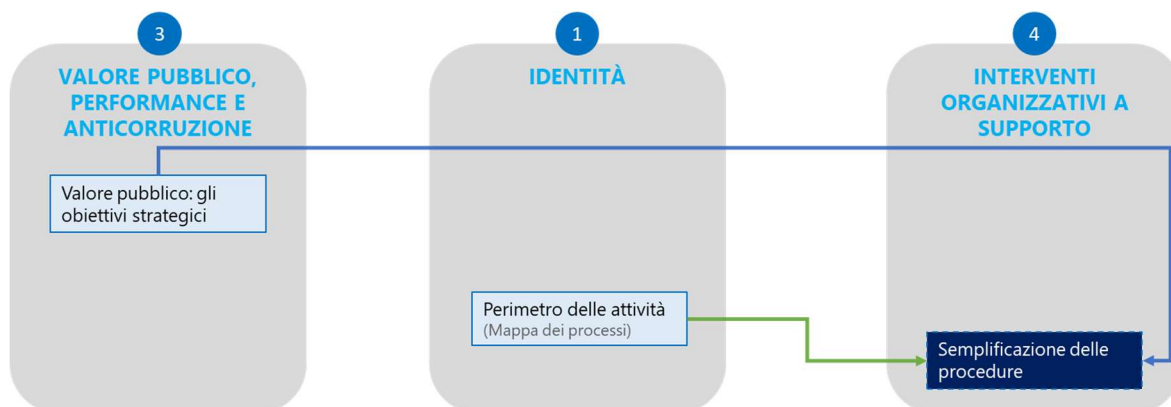 3
VALORE PUBBLICO,
PERFORMANCE E
ANTICORRUZIONE
Valore pubblico: gli
obiettivi strategici
1
IDENTITÀ
Perimetro delle attività
(Mappa dei processi)
4
INTERVENTI
ORGANIZZATIVI A
SUPPORTO
Semplificazione delle
procedure